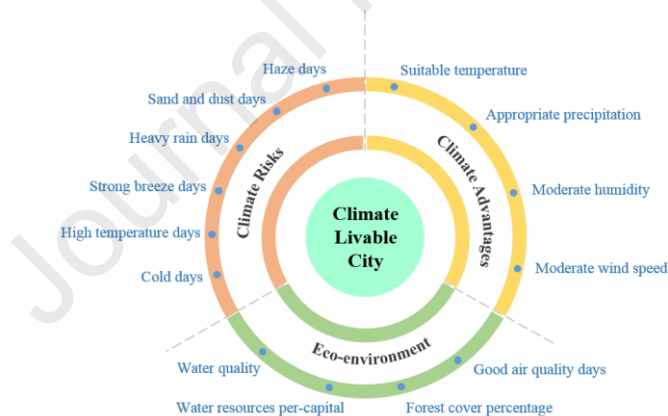 Journal
Haze days
Suitable temperature
Sand and dust days
Appropriate precipitation
Heavy rain days
Climate Risks
Climate Advantages
Strong breeze days
Moderate humidity
Climate
Livable
City
High temperature days
Moderate wind speed
Cold days
Eco-environment
Water quality
Good air quality days
Water resources per-capital
Forest cover percentage